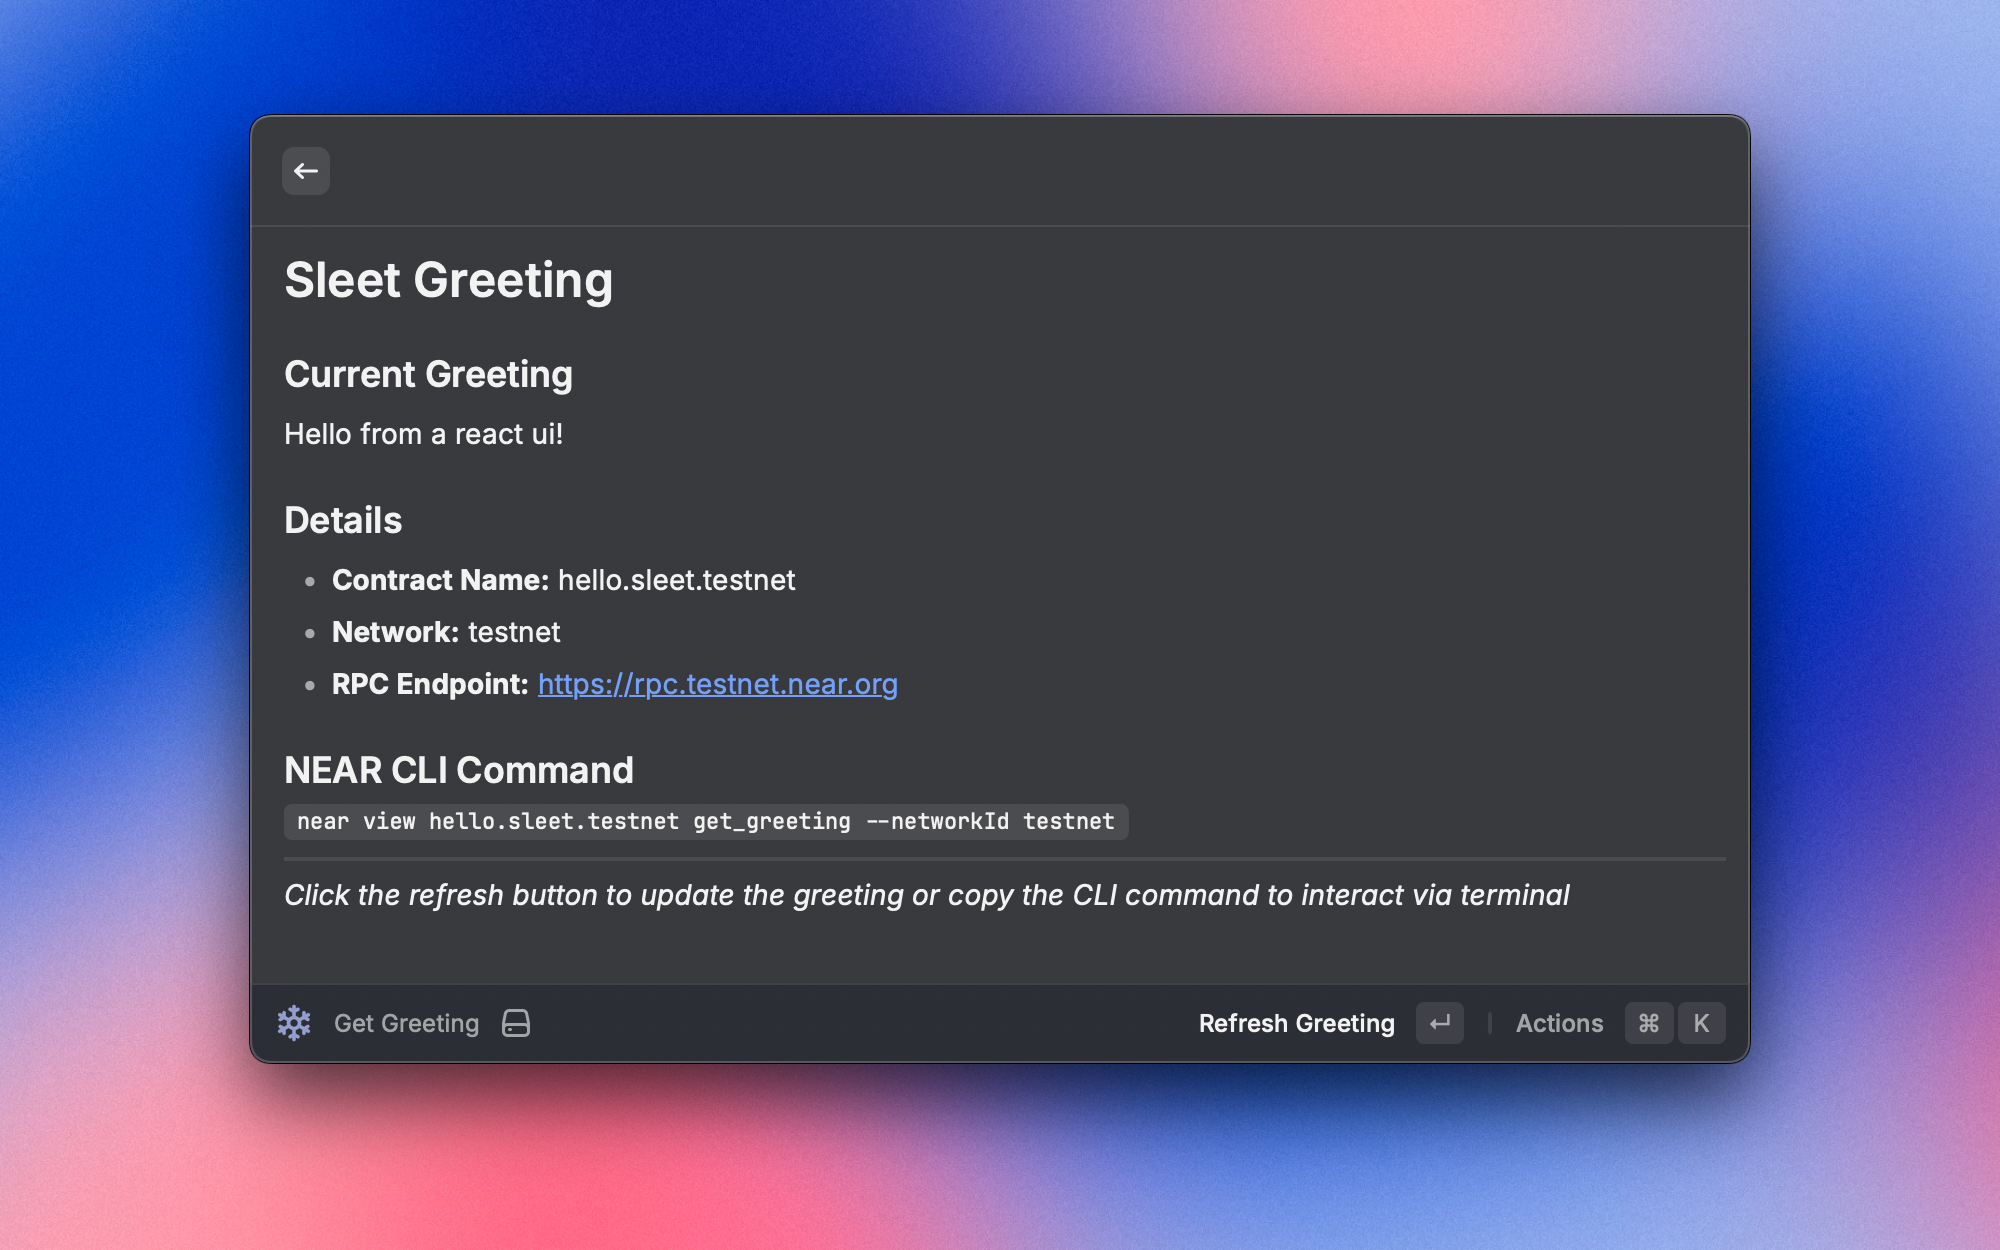 Sleet Greeting
Current Greeting
Hello from a react ui!
Details
Contract Name: hello.sleet.testnet
Network: testnet
RPC Endpoint: https://rpc.testnet.near.org
NEAR CLI Command
near view hello.sleet.testnet get_greeting --networkId testnet
Click the refresh button to update the greeting or copy the CLI command to interact via terminal
Get Greeting Refresh Greeting ↵ Actions ⌘ K